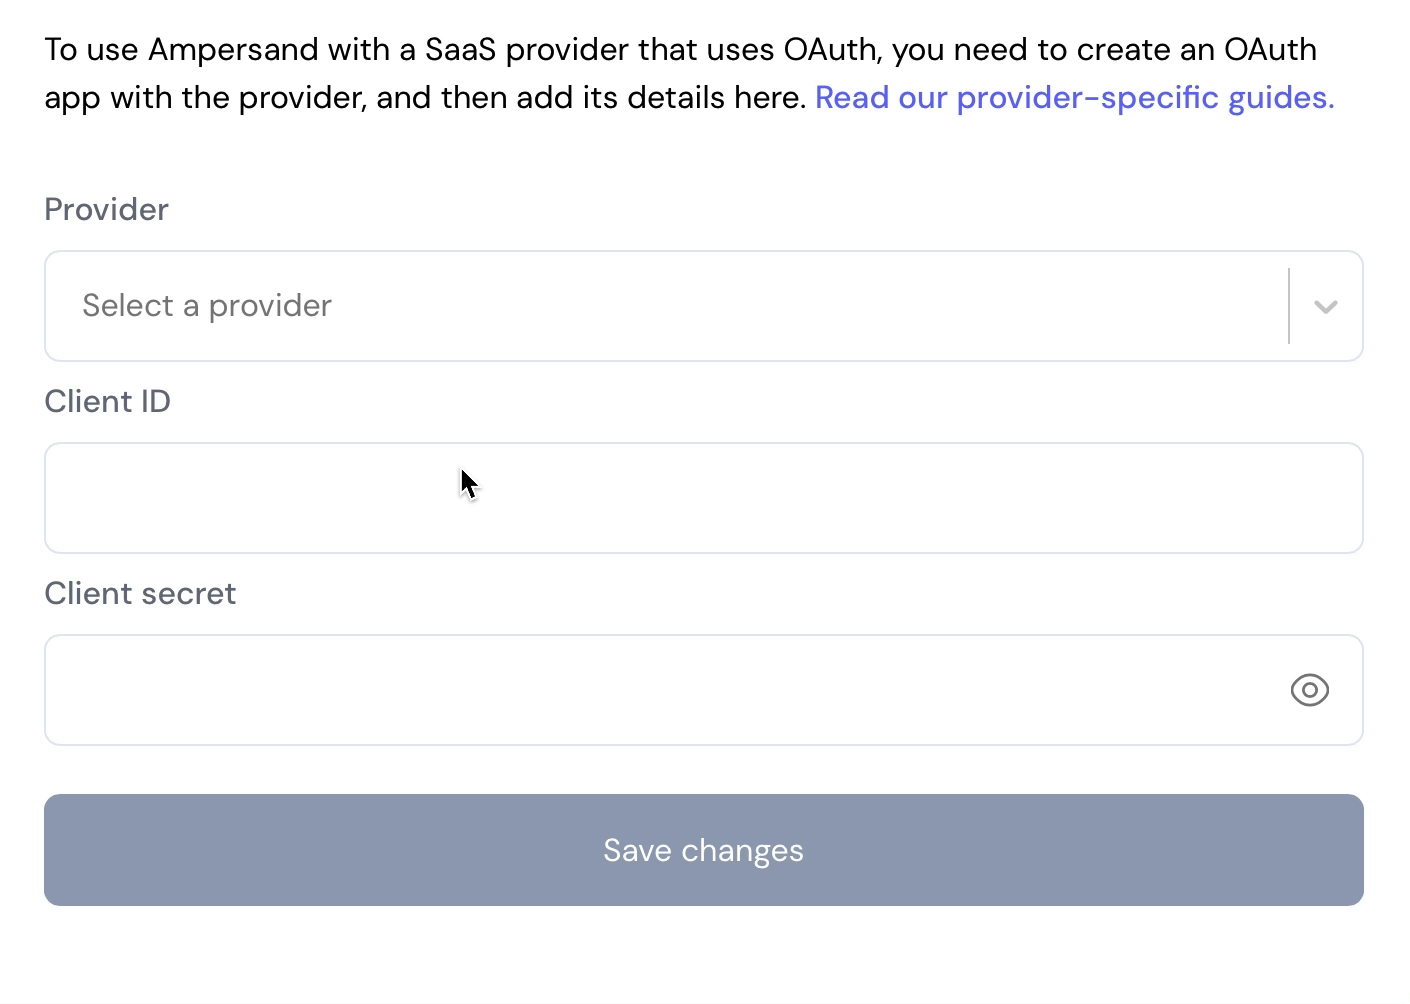 To use Ampersand with a SaaS provider that uses OAuth, you need to create an OAuth
app with the provider, and then add its details here. Read our provider-specific guides.
Provider
Select a provider
Client ID
Client secret
Save changes